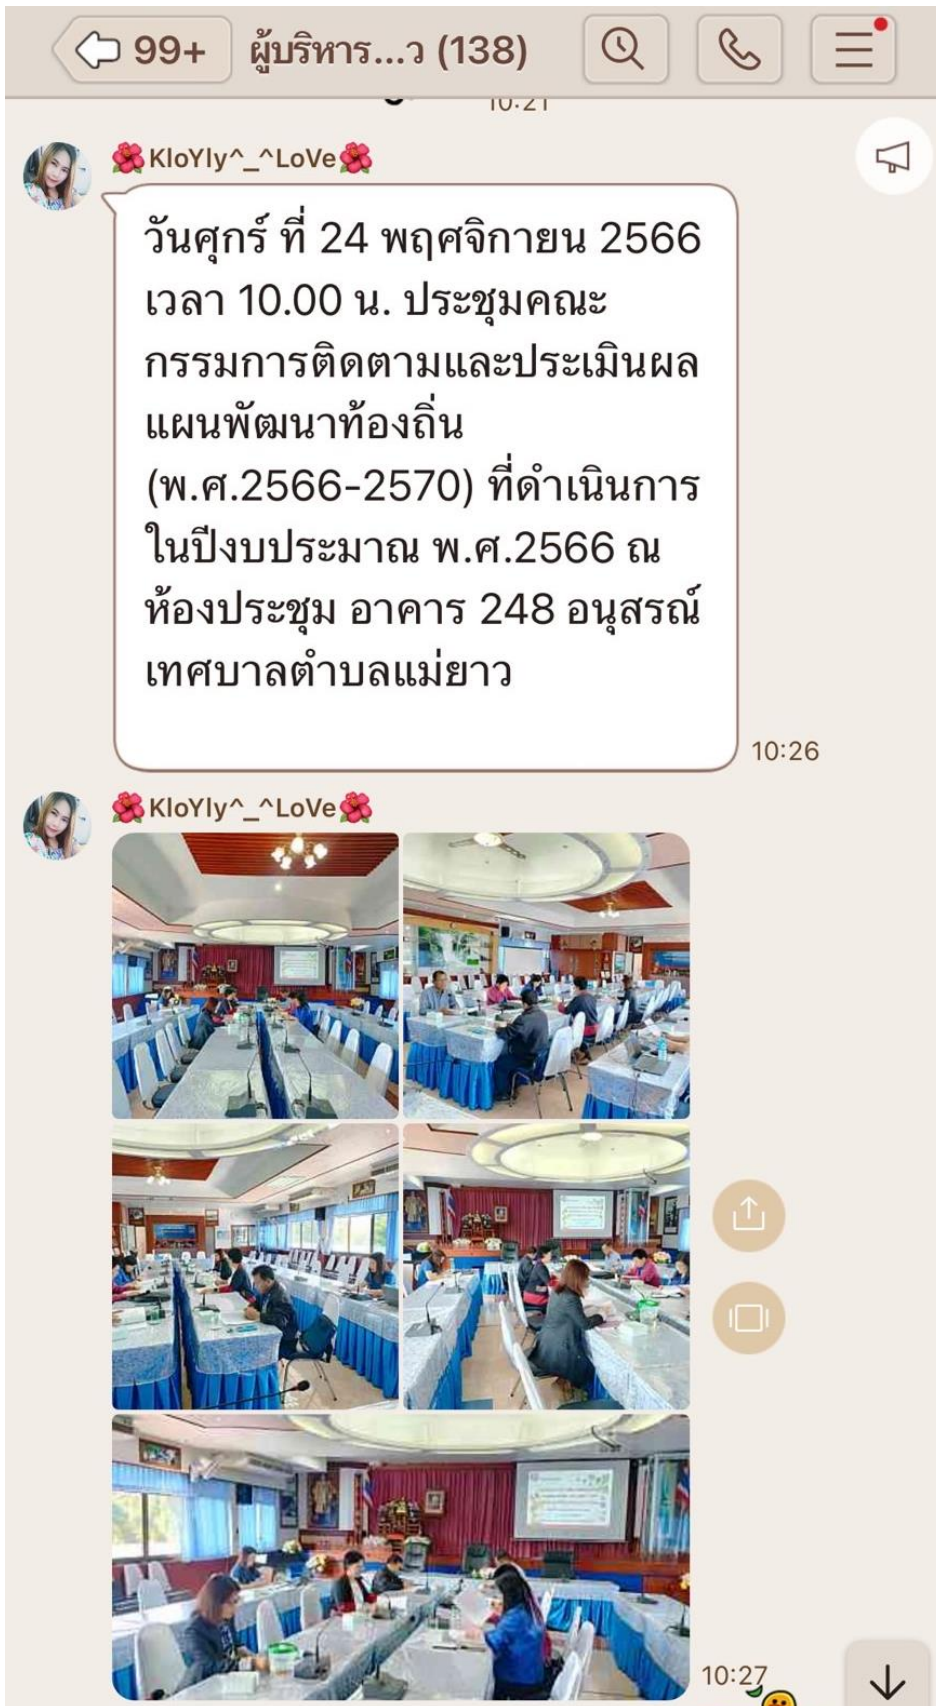 99+ ผู้บริหาร...ว (138)
10:21
🌺KloYly^_^LoVe🌺
วันศุกร์ ที่ 24 พฤศจิกายน 2566
เวลา 10.00 น. ประชุมคณะ
กรรมการติดตามและประเมินผล
แผนพัฒนาท้องถิ่น
(พ.ศ.2566-2570) ที่ดำเนินการ
ในปีงบประมาณ พ.ศ.2566 ณ
ห้องประชุม อาคาร 248 อนุสรณ์
เทศบาลตำบลแม่ยาว
10:26
🌺KloYly^_^LoVe🌺
10:27